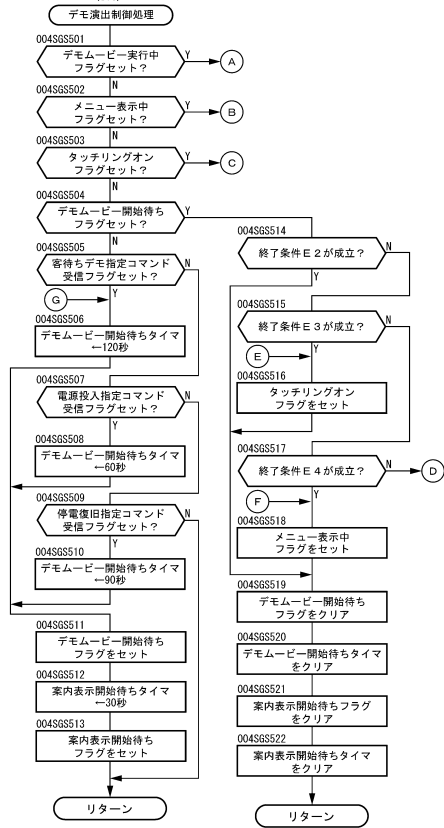 デモ演出制御処理
004SGS501
デモムービー実行中
フラグセット？
Y
A
N
004SGS502
メニュー表示中
フラグセット？
Y
B
N
004SGS503
タッチリングオン
フラグセット？
Y
C
N
004SGS504
デモムービー開始待ち
フラグセット？
Y
N
004SGS505
客待ちデモ指定コマンド
受信フラグセット？
N
G
Y
004SGS506
デモムービー開始待ちタイマ
←120秒
004SGS507
電源投入指定コマンド
受信フラグセット？
N
Y
004SGS508
デモムービー開始待ちタイマ
←60秒
004SGS509
停電復旧指定コマンド
受信フラグセット？
N
Y
004SGS510
デモムービー開始待ちタイマ
←90秒
004SGS511
デモムービー開始待ち
フラグをセット
004SGS512
案内表示開始待ちタイマ
←30秒
004SGS513
案内表示開始待ち
フラグをセット
リターン
004SGS514
終了条件Ｅ２が成立？
N
Y
004SGS515
終了条件Ｅ３が成立？
N
Y
E
004SGS516
タッチリングオン
フラグをセット
004SGS517
終了条件Ｅ４が成立？
N
D
Y
F
004SGS518
メニュー表示中
フラグをセット
004SGS519
デモムービー開始待ち
フラグをクリア
004SGS520
デモムービー開始待ちタイマ
をクリア
004SGS521
案内表示開始待ちフラグ
をクリア
004SGS522
案内表示開始待ちタイマ
をクリア
リターン